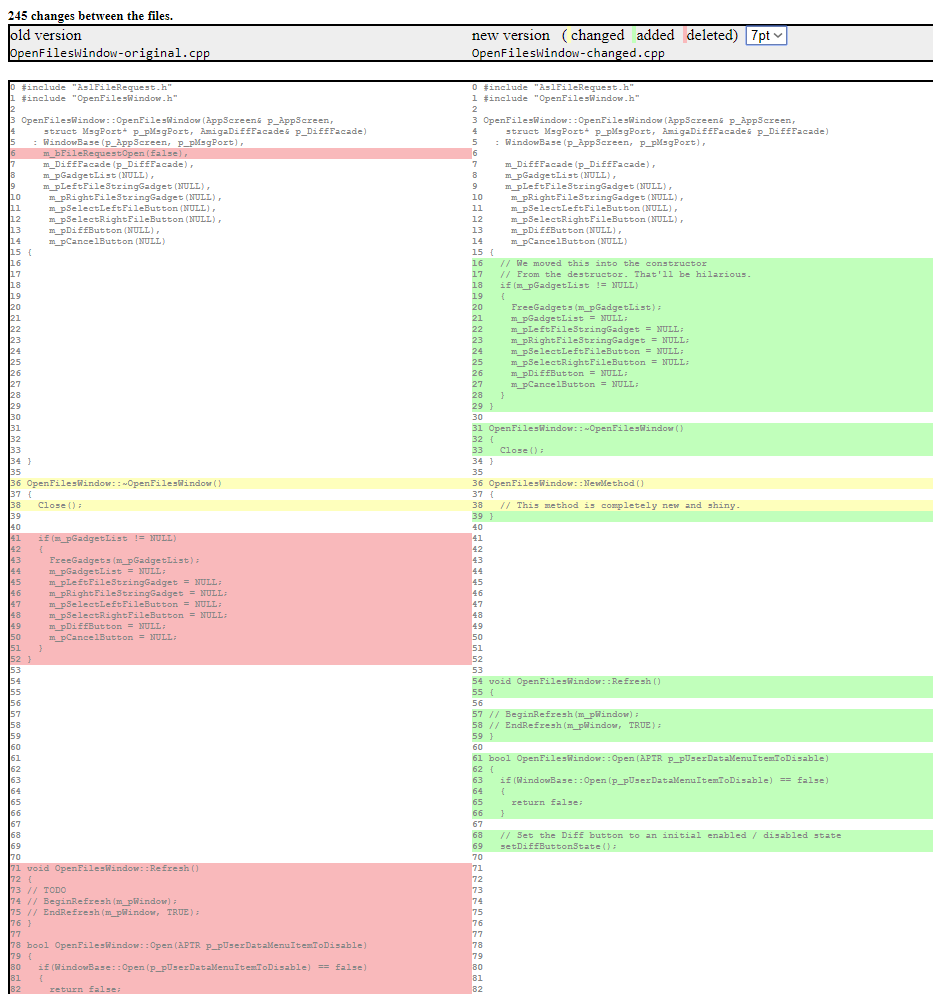 245 changes between the files.
old version
OpenFilesWindow-original.cpp
new version ( changed added deleted) 7pt
OpenFilesWindow-changed.cpp
0 #include "AslFileRequest.h"
1 #include "OpenFilesWindow.h"
2
3 OpenFilesWindow::OpenFilesWindow(AppScreen& p_AppScreen,
4 struct MsgPort* p_pMsgPort, AmigaDiffFacade& p_DiffFacade)
5 : WindowBase(p_AppScreen, p_pMsgPort),
6 m_bFileRequestOpen(false),
7 m_DiffFacade(p_DiffFacade),
8 m_pGadgetList(NULL),
9 m_pLeftFileStringGadget(NULL),
10 m_pRightFileStringGadget(NULL),
11 m_pSelectLeftFileButton(NULL),
12 m_pSelectRightFileButton(NULL),
13 m_pDiffButton(NULL),
14 m_pCancelButton(NULL)
15 {
16
17
18
19
20
21
22
23
24
25
26
27
28
29
30
31
32
33
34 }
35
36 OpenFilesWindow::~OpenFilesWindow()
37 {
38 Close();
39
40
41 if(m_pGadgetList != NULL)
42 {
43 FreeGadgets(m_pGadgetList);
44 m_pGadgetList = NULL;
45 m_pLeftFileStringGadget = NULL;
46 m_pRightFileStringGadget = NULL;
47 m_pSelectLeftFileButton = NULL;
48 m_pSelectRightFileButton = NULL;
49 m_pDiffButton = NULL;
50 m_pCancelButton = NULL;
51 }
52 }
53
54
55
56
57
58
59
60
61
62
63
64
65
66
67
68
69
70
71 void OpenFilesWindow::Refresh()
72 {
73 // TODO
74 // BeginRefresh(m_pWindow);
75 // EndRefresh(m_pWindow, TRUE);
76 }
77
78 bool OpenFilesWindow::Open(APTR p_pUserDataMenuItemToDisable)
79 {
80 if(WindowBase::Open(p_pUserDataMenuItemToDisable) == false)
81 {
82 return false;
0 #include "AslFileRequest.h"
1 #include "OpenFilesWindow.h"
2
3 OpenFilesWindow::OpenFilesWindow(AppScreen& p_AppScreen,
4 struct MsgPort* p_pMsgPort, AmigaDiffFacade& p_DiffFacade)
5 : WindowBase(p_AppScreen, p_pMsgPort),
6
7 m_DiffFacade(p_DiffFacade),
8 m_pGadgetList(NULL),
9 m_pLeftFileStringGadget(NULL),
10 m_pRightFileStringGadget(NULL),
11 m_pSelectLeftFileButton(NULL),
12 m_pSelectRightFileButton(NULL),
13 m_pDiffButton(NULL),
14 m_pCancelButton(NULL)
15 {
16 // We moved this into the constructor
17 // From the destructor. That'll be hilarious.
18 if(m_pGadgetList != NULL)
19 {
20 FreeGadgets(m_pGadgetList);
21 m_pGadgetList = NULL;
22 m_pLeftFileStringGadget = NULL;
23 m_pRightFileStringGadget = NULL;
24 m_pSelectLeftFileButton = NULL;
25 m_pSelectRightFileButton = NULL;
26 m_pDiffButton = NULL;
27 m_pCancelButton = NULL;
28 }
29 }
30
31 OpenFilesWindow::~OpenFilesWindow()
32 {
33 Close();
34 }
35
36 OpenFilesWindow::NewMethod()
37 {
38 // This method is completely new and shiny.
39 }
40
41
42
43
44
45
46
47
48
49
50
51
52
53
54 void OpenFilesWindow::Refresh()
55 {
56
57 // BeginRefresh(m_pWindow);
58 // EndRefresh(m_pWindow, TRUE);
59 }
60
61 bool OpenFilesWindow::Open(APTR p_pUserDataMenuItemToDisable)
62 {
63 if(WindowBase::Open(p_pUserDataMenuItemToDisable) == false)
64 {
65 return false;
66 }
67
68 // Set the Diff button to an initial enabled / disabled state
69 setDiffButtonState();
70
71
72
73
74
75
76
77
78
79
80
81
82